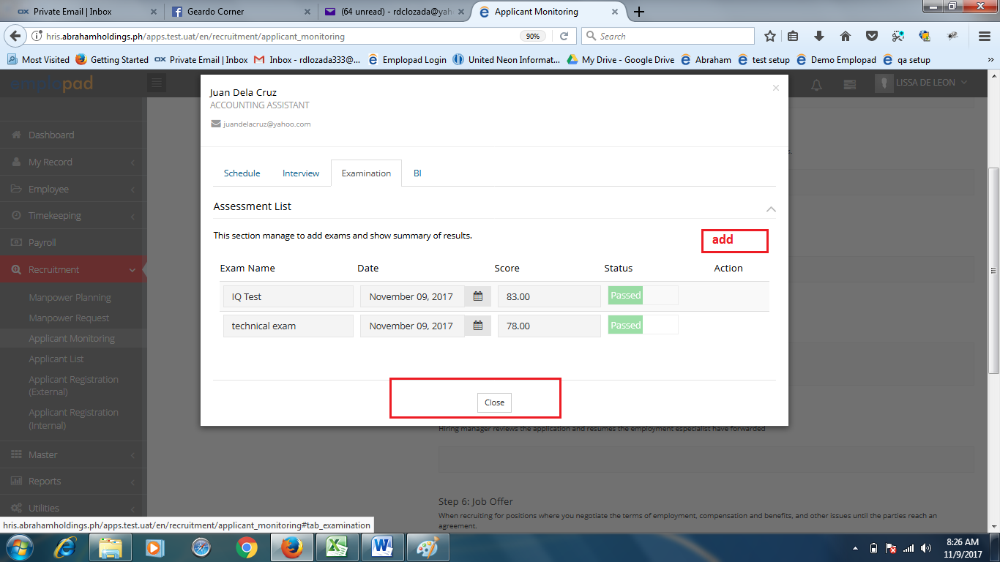 Private Email | Inbox
Geardo Corner
(64 unread) - rdclozada@yah
Applicant Monitoring
hris.abrahamholdings.ph/apps.test.uat/en/recruitment/applicant_monitoring
90%
Search
Most Visited
Getting Started
Private Email | Inbox
Inbox - rdlozada333@...
Emplopad Login
United Neon Informat...
My Drive - Google Drive
Abraham
test setup
Demo Emplopad
qa setup
emplopad
LISSA DE LEON
Dashboard
My Record
Employee
Timekeeping
Payroll
Recruitment
Manpower Planning
Manpower Request
Applicant Monitoring
Applicant List
Applicant Registration
(External)
Applicant Registration
(Internal)
Master
Reports
Utilities
Juan Dela Cruz
ACCOUNTING ASSISTANT
juandelacruz@yahoo.com
Schedule
Interview
Examination
BI
Assessment List
This section manage to add exams and show summary of results.
add
Exam Name
Date
Score
Status
Action
IQ Test
November 09, 2017
83.00
Passed
technical exam
November 09, 2017
78.00
Passed
Close
Hiring manager reviews the application and resumes the employment especialist have forwarded
Step 6: Job Offer
When recruiting for positions where you negotiate the terms of employment, compensation and benefits, and other issues until the parties reach an
agreement.
hris.abrahamholdings.ph/apps.test.uat/en/recruitment/applicant_monitoring#tab_examination
8:26 AM
11/9/2017